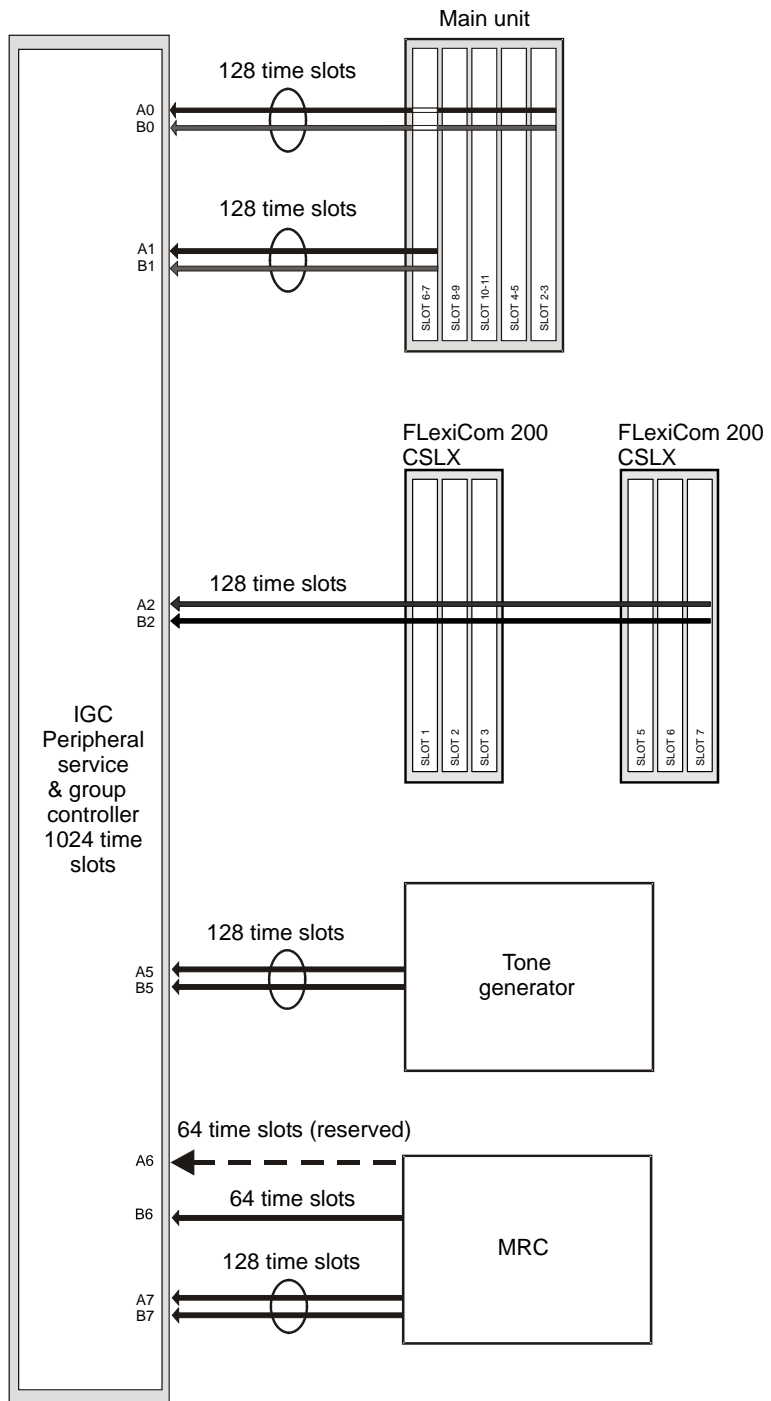 Main unit
128 time slots
A0
B0
128 time slots
A1
B1
SLOT 6-7
SLOT 8-9
SLOT 10-11
SLOT 4-5
SLOT 2-3
FLexiCom 200
CSLX
FLexiCom 200
CSLX
128 time slots
A2
B2
SLOT 1
SLOT 2
SLOT 3
SLOT 5
SLOT 6
SLOT 7
IGC
Peripheral
service
& group
controller
1024 time
slots
128 time slots
A5
B5
Tone
generator
64 time slots (reserved)
A6
64 time slots
B6
MRC
128 time slots
A7
B7